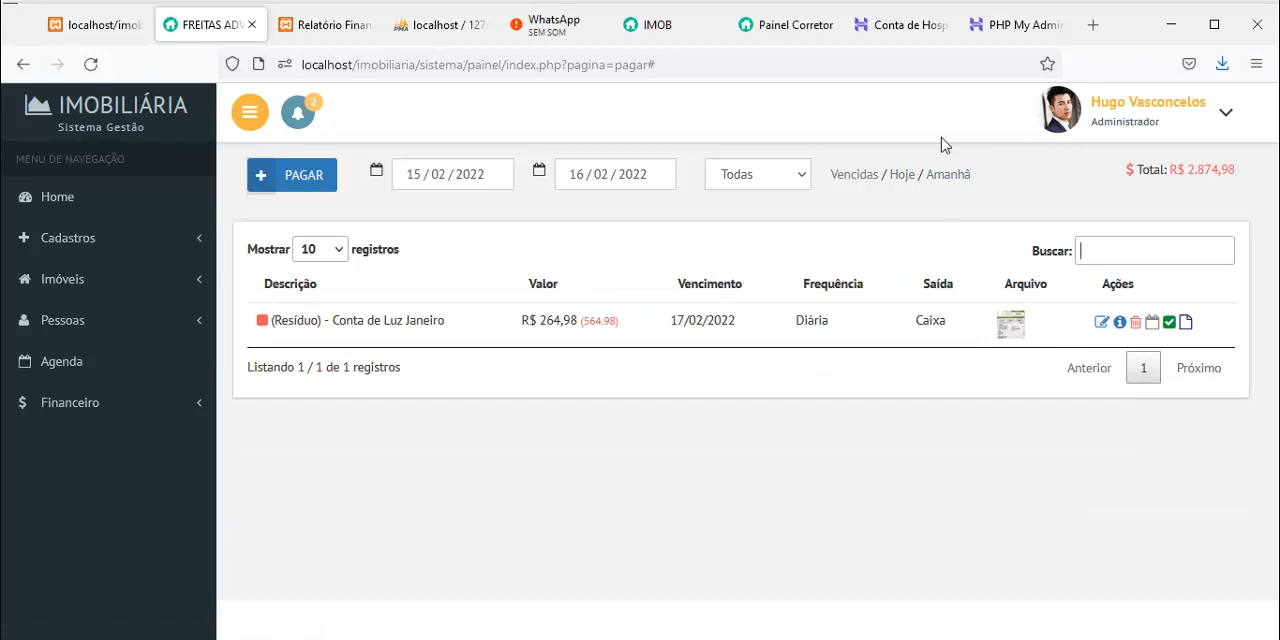 localhost/imob
FREITAS ADV
Relatório Finan
localhost / 127.
WhatsApp
SEM SOM
IMOB
Painel Corretor
Conta de Hosp
PHP My Admin
localhost/imobiliaria/sistema/painel/index.php?pagina=pagar#
IMOBILIÁRIA
Sistema Gestão
2
Hugo Vasconcelos
Administrador
MENU DE NAVEGAÇÃO
Home
Cadastros
Imóveis
Pessoas
Agenda
$ Financeiro
+ PAGAR
15 / 02 / 2022
16 / 02 / 2022
Todas
Vencidas / Hoje / Amanhã
$ Total: R$ 2.874,98
Mostrar 10 registros
Buscar:
Descrição Valor Vencimento Frequência Saída Arquivo Ações
(Resíduo) - Conta de Luz Janeiro R$ 264,98 (564.98) 17/02/2022 Diária Caixa
Listando 1 / 1 de 1 registros
Anterior 1 Próximo